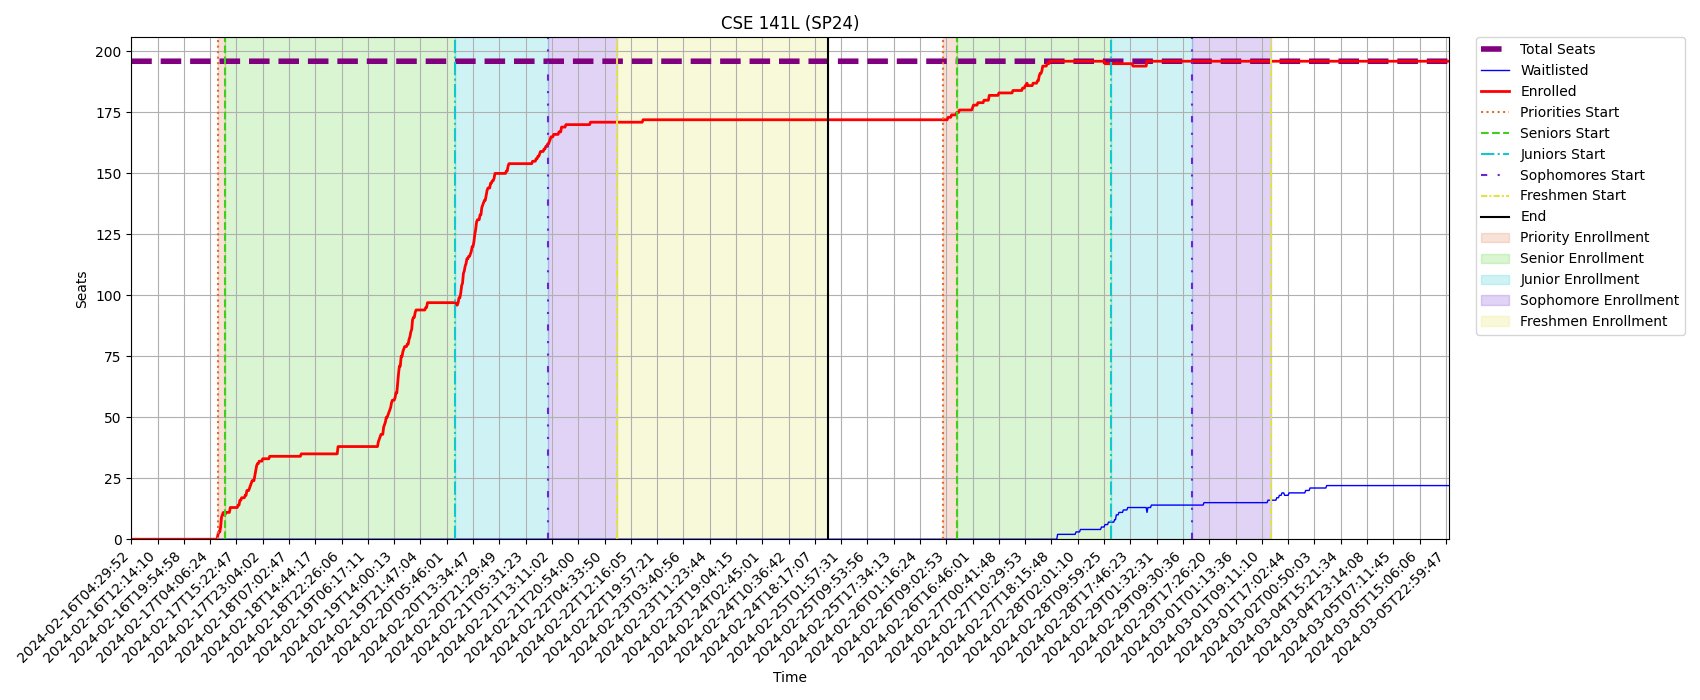 CSE 141L (SP24)
Seats
200
175
150
125
100
75
50
25
0
2024-02-16T04:29:52
2024-02-16T12:14:10
2024-02-16T19:54:58
2024-02-17T04:06:24
2024-02-17T15:22:47
2024-02-17T23:04:02
2024-02-18T07:02:47
2024-02-18T14:44:17
2024-02-18T22:26:06
2024-02-19T06:17:11
2024-02-19T14:00:13
2024-02-19T21:47:04
2024-02-20T05:46:01
2024-02-20T13:34:47
2024-02-20T21:29:49
2024-02-21T05:31:23
2024-02-21T13:11:02
2024-02-21T20:54:00
2024-02-22T04:33:50
2024-02-22T12:16:05
2024-02-22T19:57:21
2024-02-23T03:40:56
2024-02-23T11:23:44
2024-02-23T19:04:15
2024-02-24T02:45:01
2024-02-24T10:36:42
2024-02-24T18:17:07
2024-02-25T01:57:31
2024-02-25T09:53:56
2024-02-25T17:34:13
2024-02-26T01:16:24
2024-02-26T09:02:53
2024-02-26T16:46:01
2024-02-27T00:41:48
2024-02-27T10:29:53
2024-02-27T18:15:48
2024-02-28T02:01:10
2024-02-28T09:59:25
2024-02-28T17:46:23
2024-02-29T01:32:31
2024-02-29T09:30:36
2024-02-29T17:26:20
2024-03-01T01:13:36
2024-03-01T09:11:10
2024-03-01T17:02:44
2024-03-02T00:50:03
2024-03-04T15:21:34
2024-03-04T23:14:08
2024-03-05T07:11:45
2024-03-05T15:06:06
2024-03-05T22:59:47
Time
Total Seats
Waitlisted
Enrolled
Priorities Start
Seniors Start
Juniors Start
Sophomores Start
Freshmen Start
End
Priority Enrollment
Senior Enrollment
Junior Enrollment
Sophomore Enrollment
Freshmen Enrollment